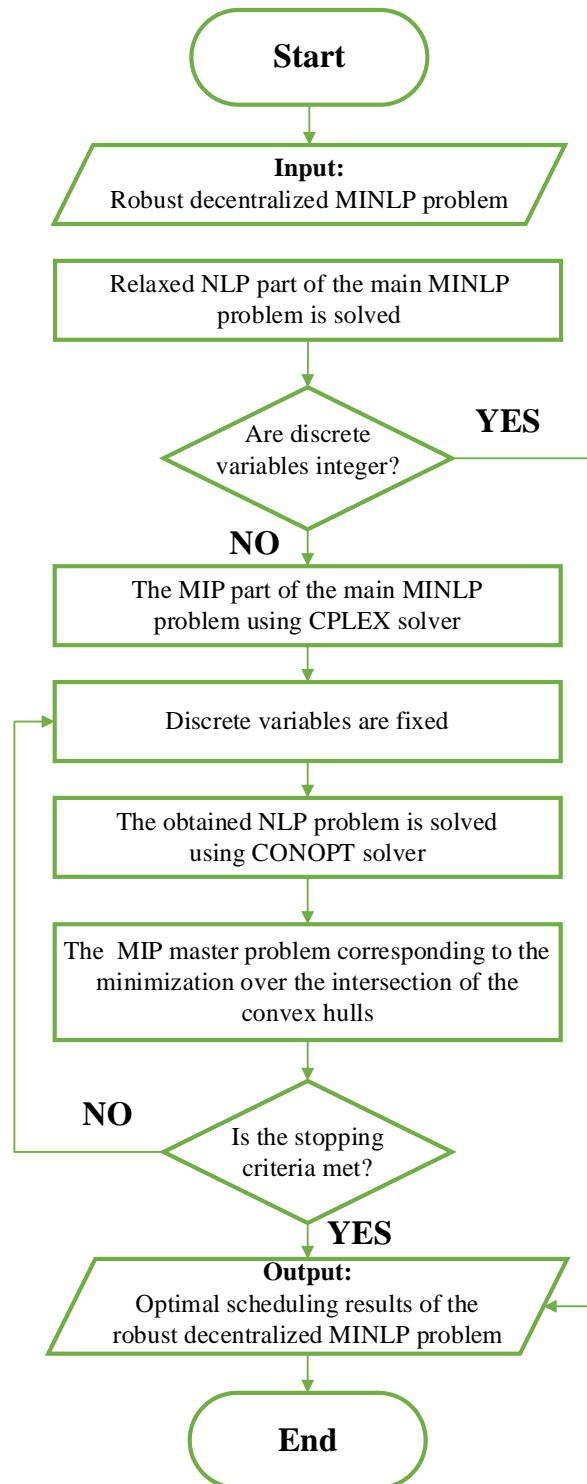 Start
Input:
Robust decentralized MINLP problem
Relaxed NLP part of the main MINLP
problem is solved
Are discrete
variables integer?
YES
NO
The MIP part of the main MINLP
problem using CPLEX solver
Discrete variables are fixed
The obtained NLP problem is solved
using CONOPT solver
The MIP master problem corresponding to the
minimization over the intersection of the
convex hulls
NO
Is the stopping
criteria met?
YES
Output:
Optimal scheduling results of the
robust decentralized MINLP problem
End